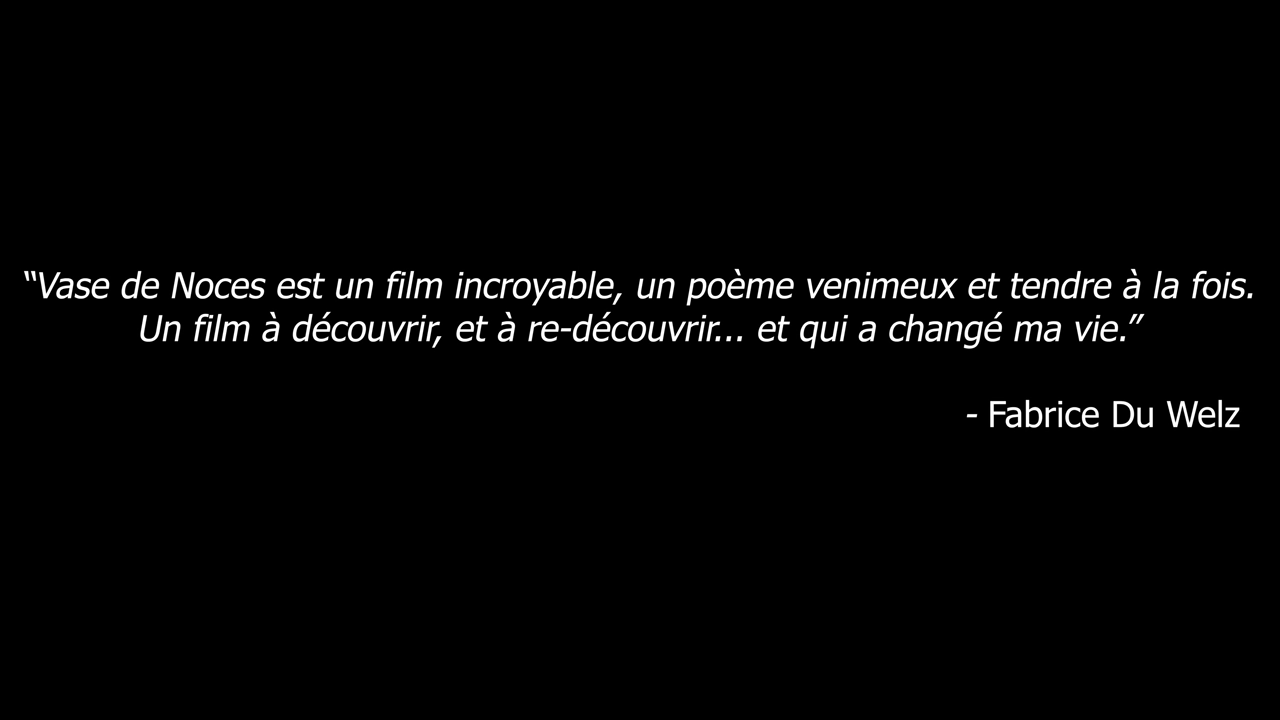 “Vase de Noces est un film incroyable, un poème venimeux et tendre à la fois.
Un film à découvrir, et à re-découvrir... et qui a changé ma vie.”
- Fabrice Du Welz